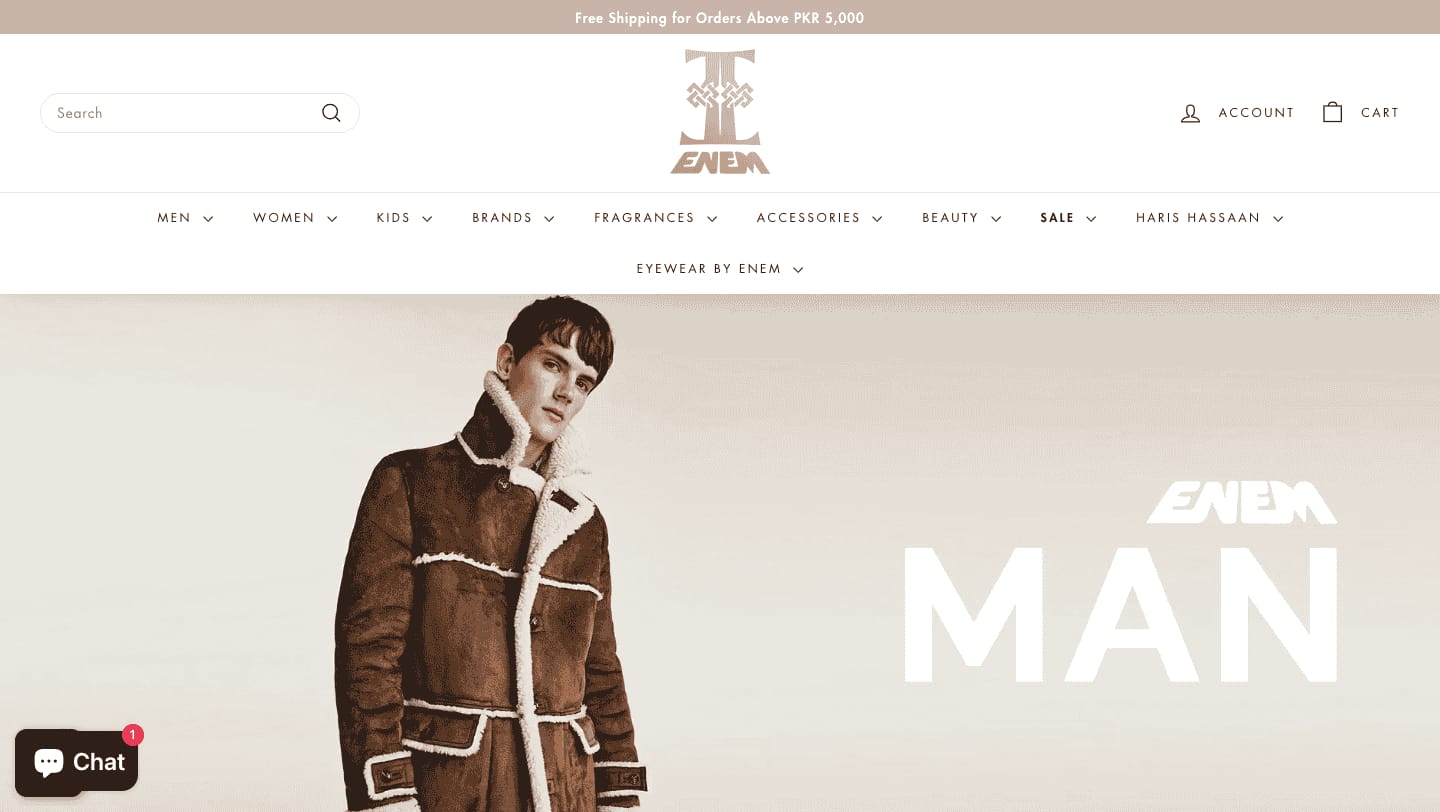 Free Shipping for Orders Above PKR 5,000
Search
ENEM
ACCOUNT
CART
MEN
WOMEN
KIDS
BRANDS
FRAGRANCES
ACCESSORIES
BEAUTY
SALE
HARIS HASSAAN
EYEWEAR BY ENEM
ENEM
MAN
Chat
1